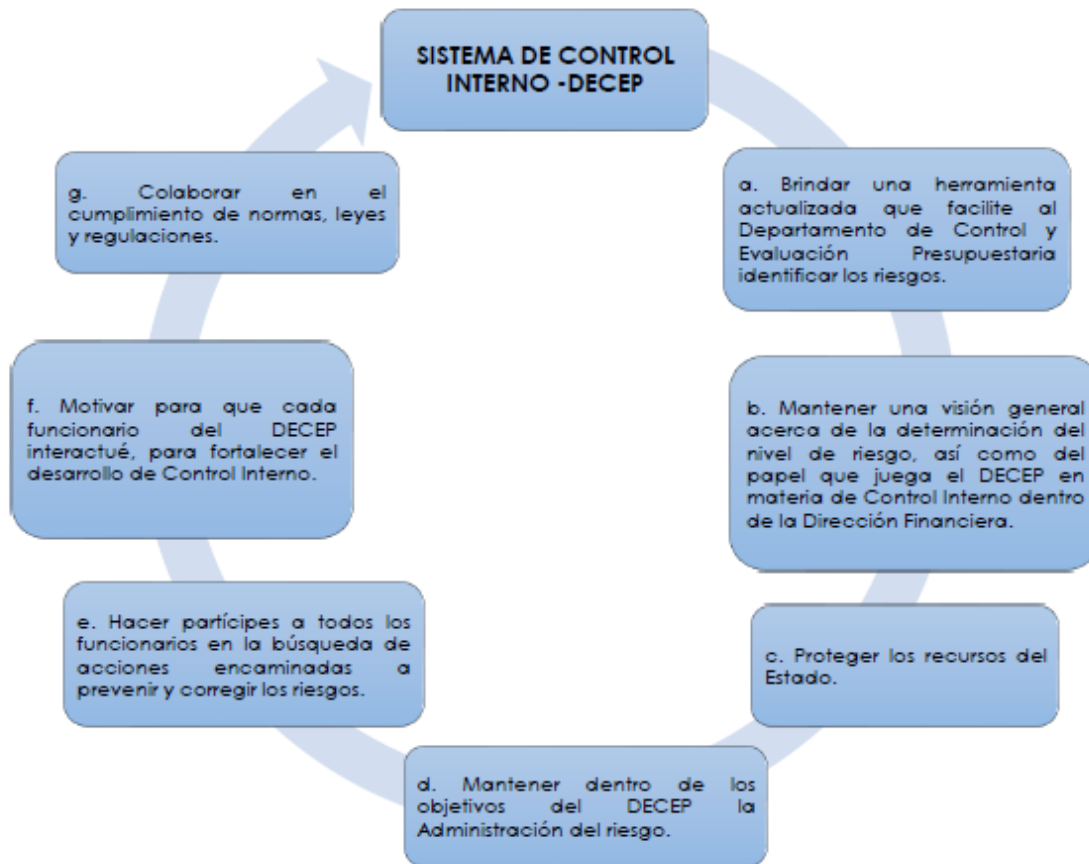 SISTEMA DE CONTROL
INTERNO -DECEP
a. Brindar una herramienta
actualizada que facilite al
Departamento de Control y
Evaluación Presupuestaria
identificar los riesgos.
b. Mantener una visión general
acerca de la determinación del
nivel de riesgo, así como del
papel que juega el DECEP en
materia de Control Interno dentro
de la Dirección Financiera.
c. Proteger los recursos del
Estado.
d. Mantener dentro de los
objetivos del DECEP la
Administración del riesgo.
e. Hacer partícipes a todos los
funcionarios en la búsqueda de
acciones encaminadas a
prevenir y corregir los riesgos.
f. Motivar para que cada
funcionario del DECEP
interactué, para fortalecer el
desarrollo de Control Interno.
g. Colaborar en el
cumplimiento de normas, leyes
y regulaciones.